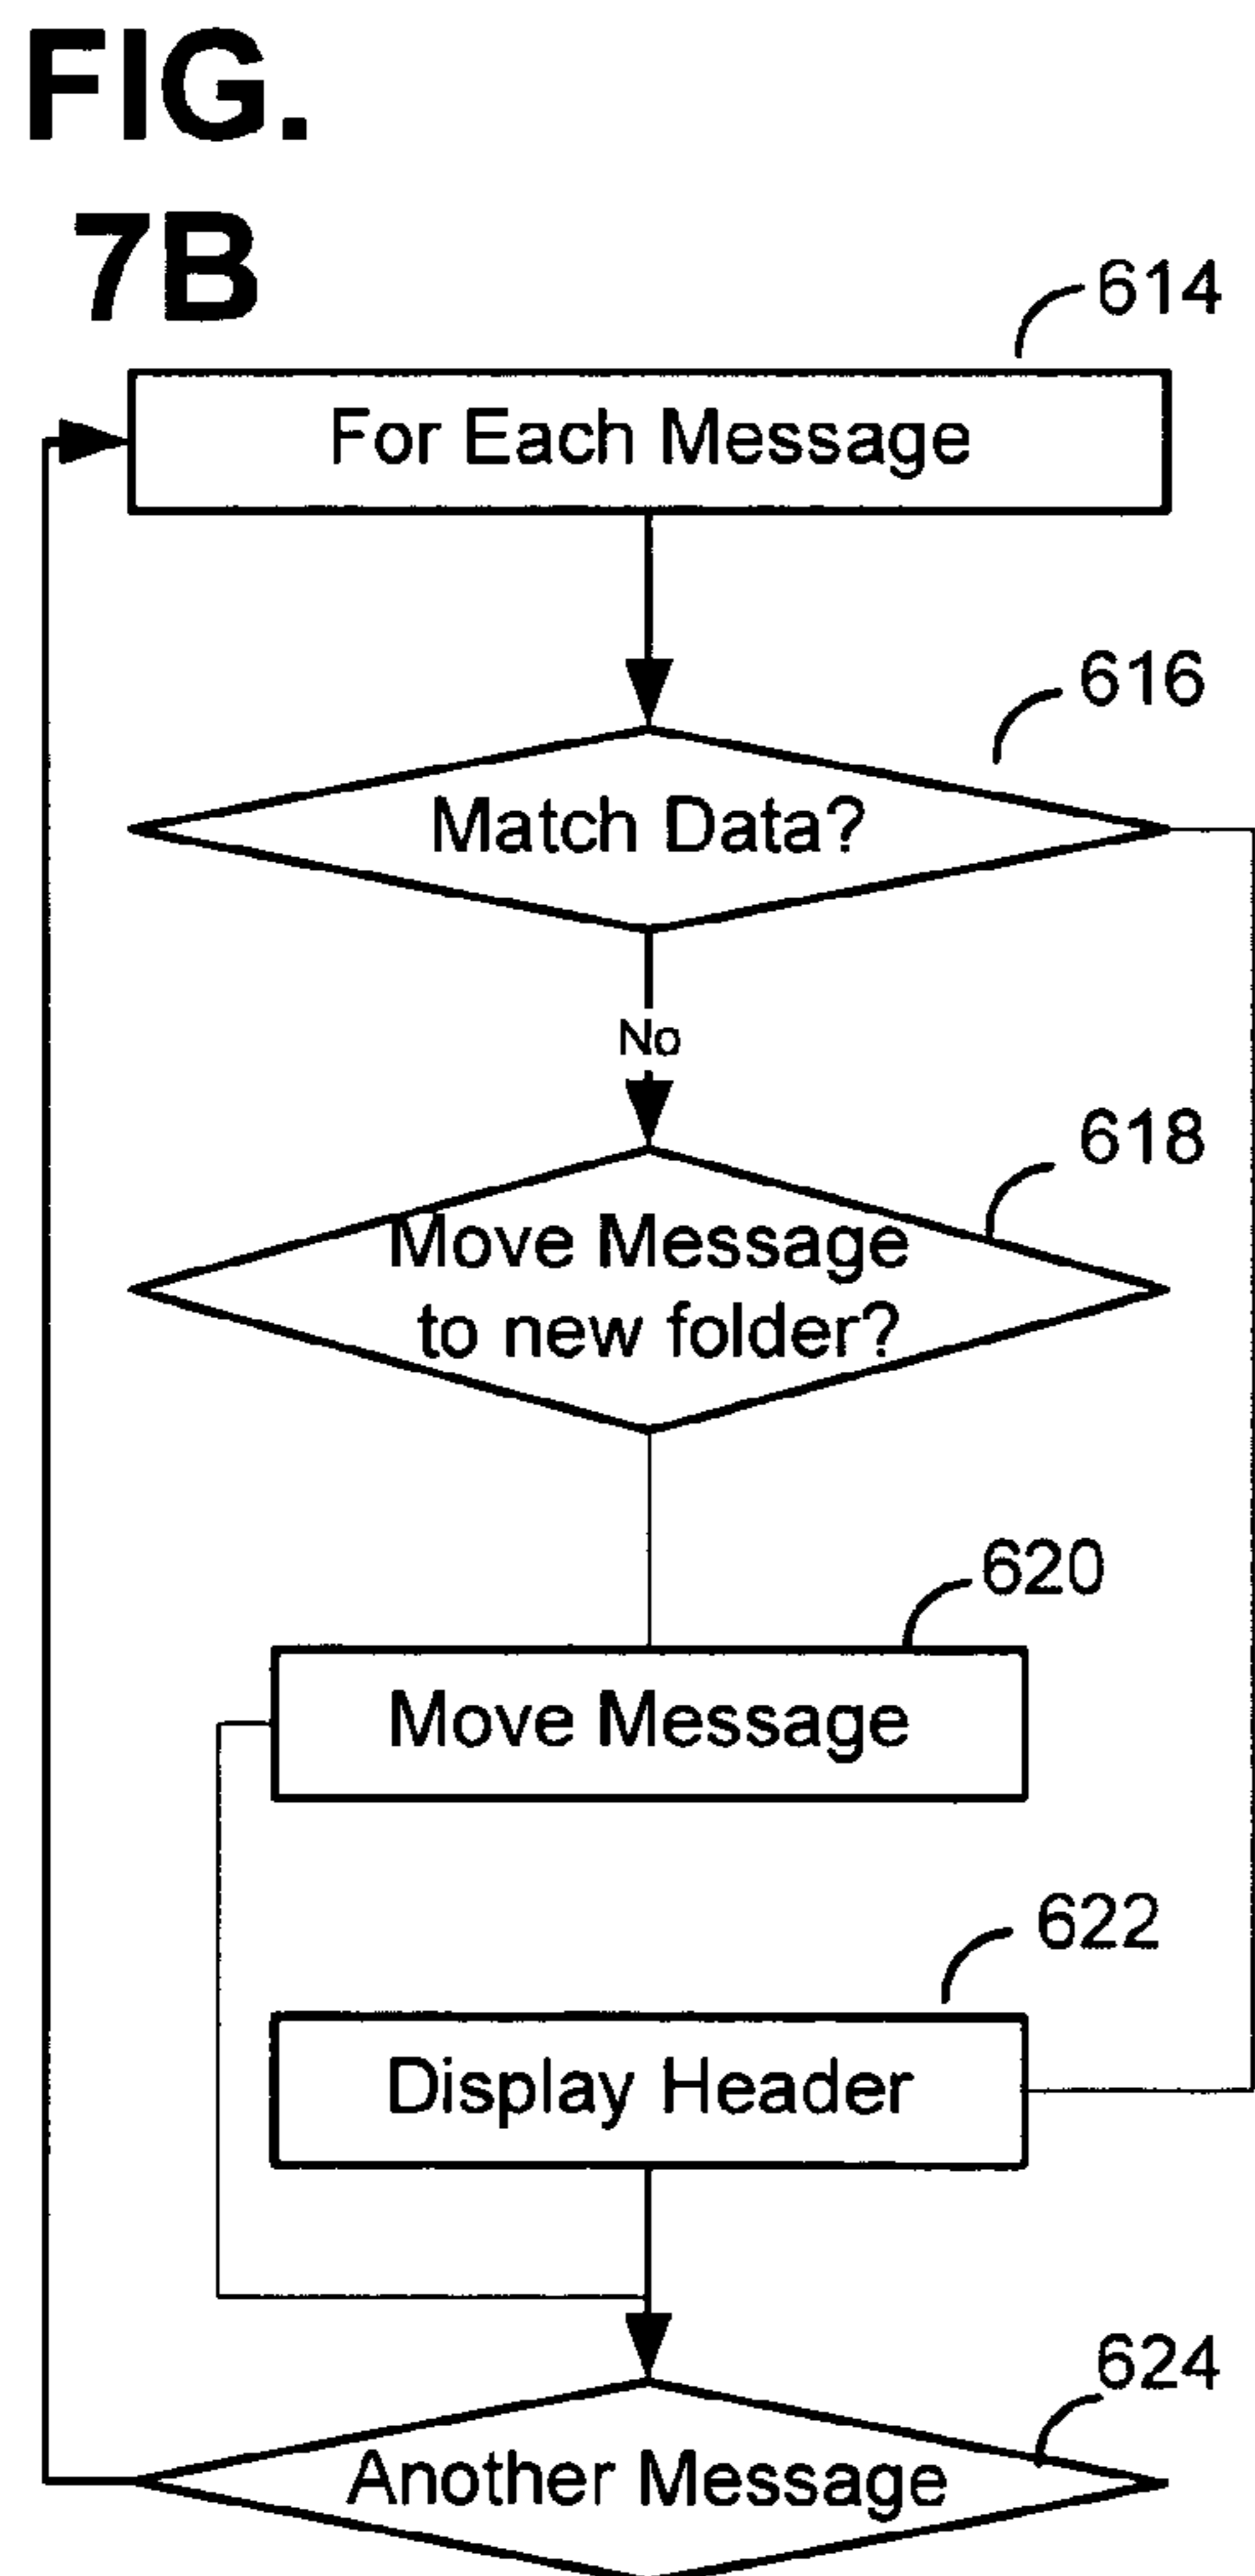 FIG.
7B
614
For Each Message
616
Match Data?
No
618
Move Message
to new folder?
620
Move Message
622
Display Header
624
Another Message